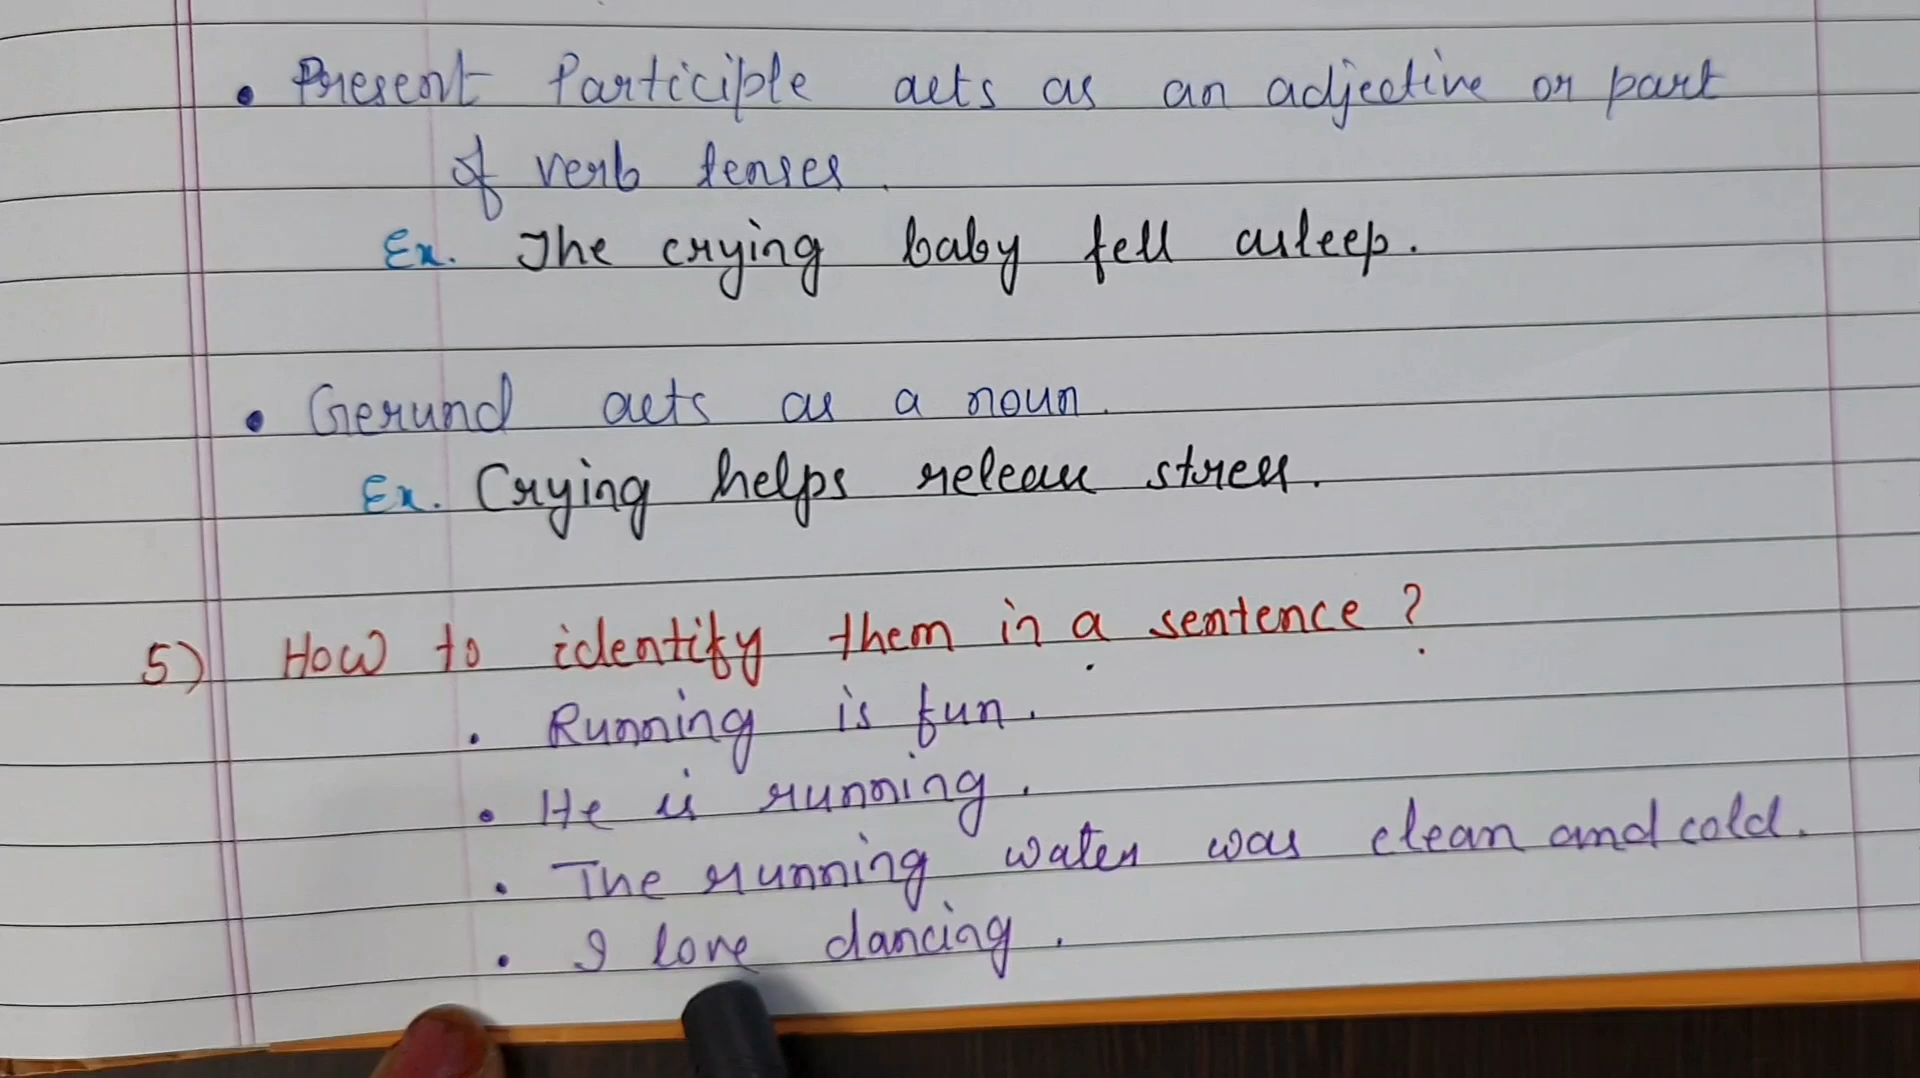 • Present Participle acts as an adjective or part
of verb tenses.
Ex. The crying baby fell asleep.
• Gerund acts as a noun.
Ex. Crying helps release stress.
5) How to identify them in a sentence?
• Running is fun.
• He is running.
• The running water was clean and cold.
• I love dancing.